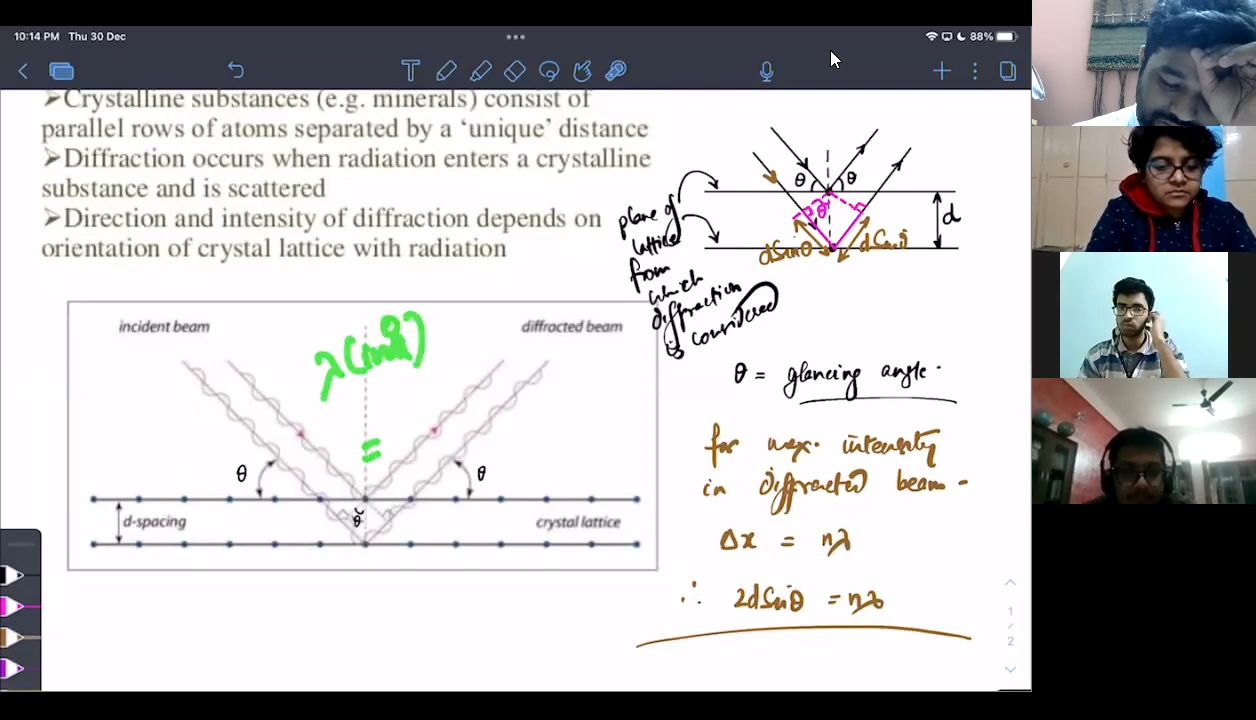 10:14 PM Thu 30 Dec
88%
➤Crystalline substances (e.g. minerals) consist of
parallel rows of atoms separated by a ‘unique’ distance
➤Diffraction occurs when radiation enters a crystalline
substance and is scattered
➤Direction and intensity of diffraction depends on
orientation of crystal lattice with radiation
incident beam
diffracted beam
θ
θ
d-spacing
θ
crystal lattice
θ
θ
θ
d
dSinθ
dSinθ
plane of
lattice
from
which
diffraction
is considered
θ = glancing angle.
for max. intensity
in diffracted beam -
Δx = nλ
∴ 2dSinθ = nλ
1
/
2